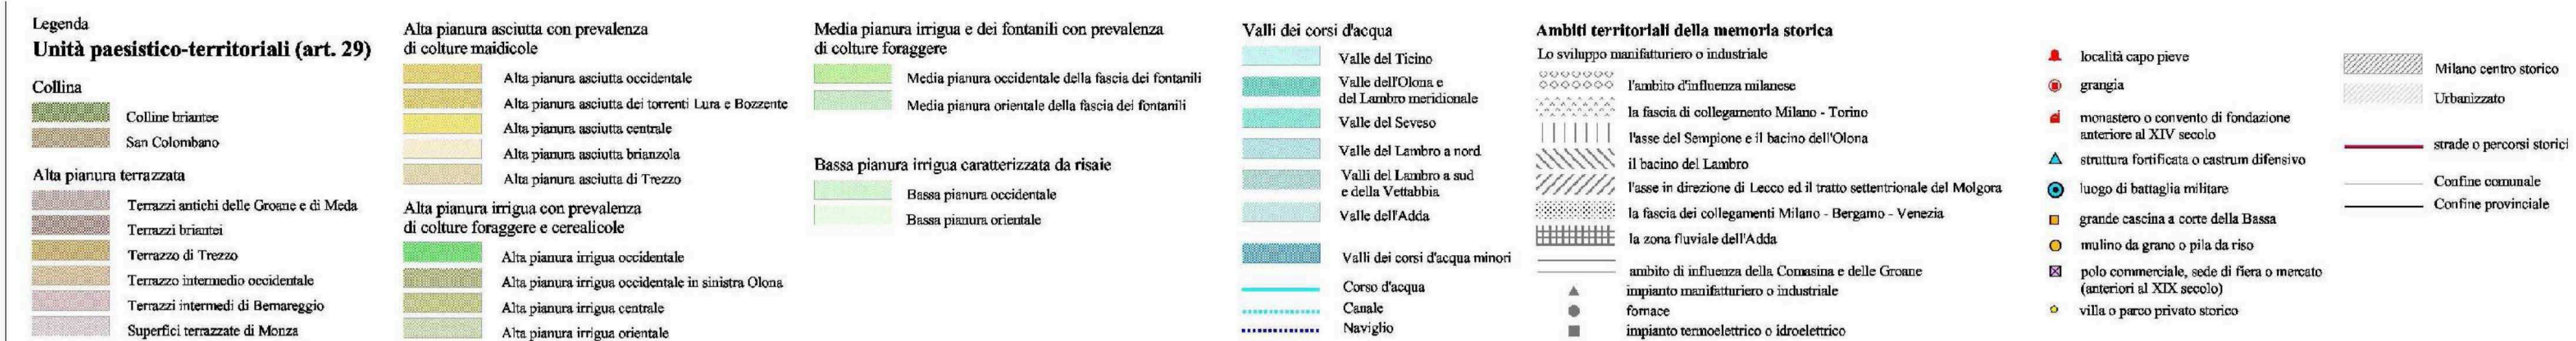 Legenda
Unità paesistico-territoriali (art. 29)
Collina
Colline briantee
San Colombano
Alta pianura terrazzata
Terrazzi antichi delle Groane e di Meda
Terrazzi briantei
Terrazzo di Trezzo
Terrazzo intermedio occidentale
Terrazzi intermedi di Bernareggio
Superfici terrazzate di Monza
Alta pianura asciutta con prevalenza
di colture maidicole
Alta pianura asciutta occidentale
Alta pianura asciutta dei torrenti Lura e Bozzente
Alta pianura asciutta centrale
Alta pianura asciutta brianzola
Alta pianura asciutta di Trezzo
Alta pianura irrigua con prevalenza
di colture foraggere e cerealicole
Alta pianura irrigua occidentale
Alta pianura irrigua occidentale in sinistra Olona
Alta pianura irrigua centrale
Alta pianura irrigua orientale
Media pianura irrigua e dei fontanili con prevalenza
di colture foraggere
Media pianura occidentale della fascia dei fontanili
Media pianura orientale della fascia dei fontanili
Bassa pianura irrigua caratterizzata da risaie
Bassa pianura occidentale
Bassa pianura orientale
Valli dei corsi d'acqua
Valle del Ticino
Valle dell'Olona e
del Lambro meridionale
Valle del Seveso
Valle del Lambro a nord
Valli del Lambro a sud
e della Vettabbia
Valle dell'Adda
Valli dei corsi d'acqua minori
Corso d'acqua
Canale
Naviglio
Ambiti territoriali della memoria storica
Lo sviluppo manifatturiero o industriale
l'ambito d'influenza milanese
la fascia di collegamento Milano - Torino
l'asse del Sempione e il bacino dell'Olona
il bacino del Lambro
l'asse in direzione di Lecco ed il tratto settentrionale del Molgora
la fascia dei collegamenti Milano - Bergamo - Venezia
la zona fluviale dell'Adda
ambito di influenza della Comasina e delle Groane
impianto manifatturiero o industriale
fornace
impianto termoelettrico o idroelettrico
località capo pieve
grangia
monastero o convento di fondazione
anteriore al XIV secolo
struttura fortificata o castrum difensivo
luogo di battaglia militare
grande cascina a corte della Bassa
mulino da grano o pila da riso
polo commerciale, sede di fiera o mercato
(anteriori al XIX secolo)
villa o parco privato storico
Milano centro storico
Urbanizzato
strade o percorsi storici
Confine comunale
Confine provinciale